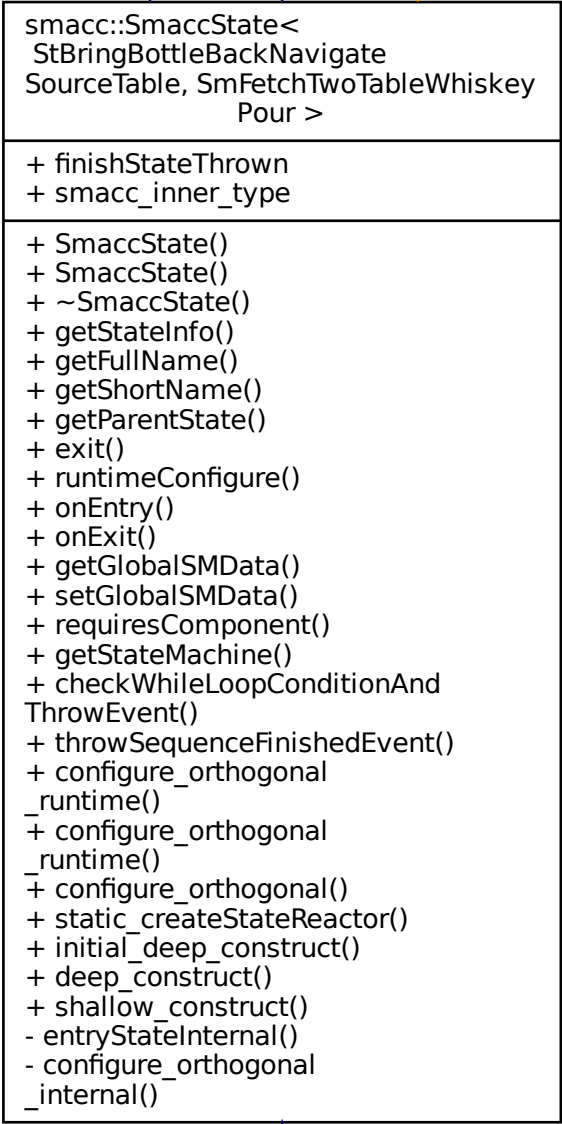 smacc::SmaccState<
StBringBottleBackNavigate
SourceTable, SmFetchTwoTableWhiskey
Pour >
+ finishStateThrown
+ smacc_inner_type
+ SmaccState()
+ SmaccState()
+ ~SmaccState()
+ getStateInfo()
+ getFullName()
+ getShortName()
+ getParentState()
+ exit()
+ runtimeConfigure()
+ onEntry()
+ onExit()
+ getGlobalSMData()
+ setGlobalSMData()
+ requiresComponent()
+ getStateMachine()
+ checkWhileLoopConditionAnd
ThrowEvent()
+ throwSequenceFinishedEvent()
+ configure_orthogonal
_runtime()
+ configure_orthogonal
_runtime()
+ configure_orthogonal()
+ static_createStateReactor()
+ initial_deep_construct()
+ deep_construct()
+ shallow_construct()
- entryStateInternal()
- configure_orthogonal
_internal()